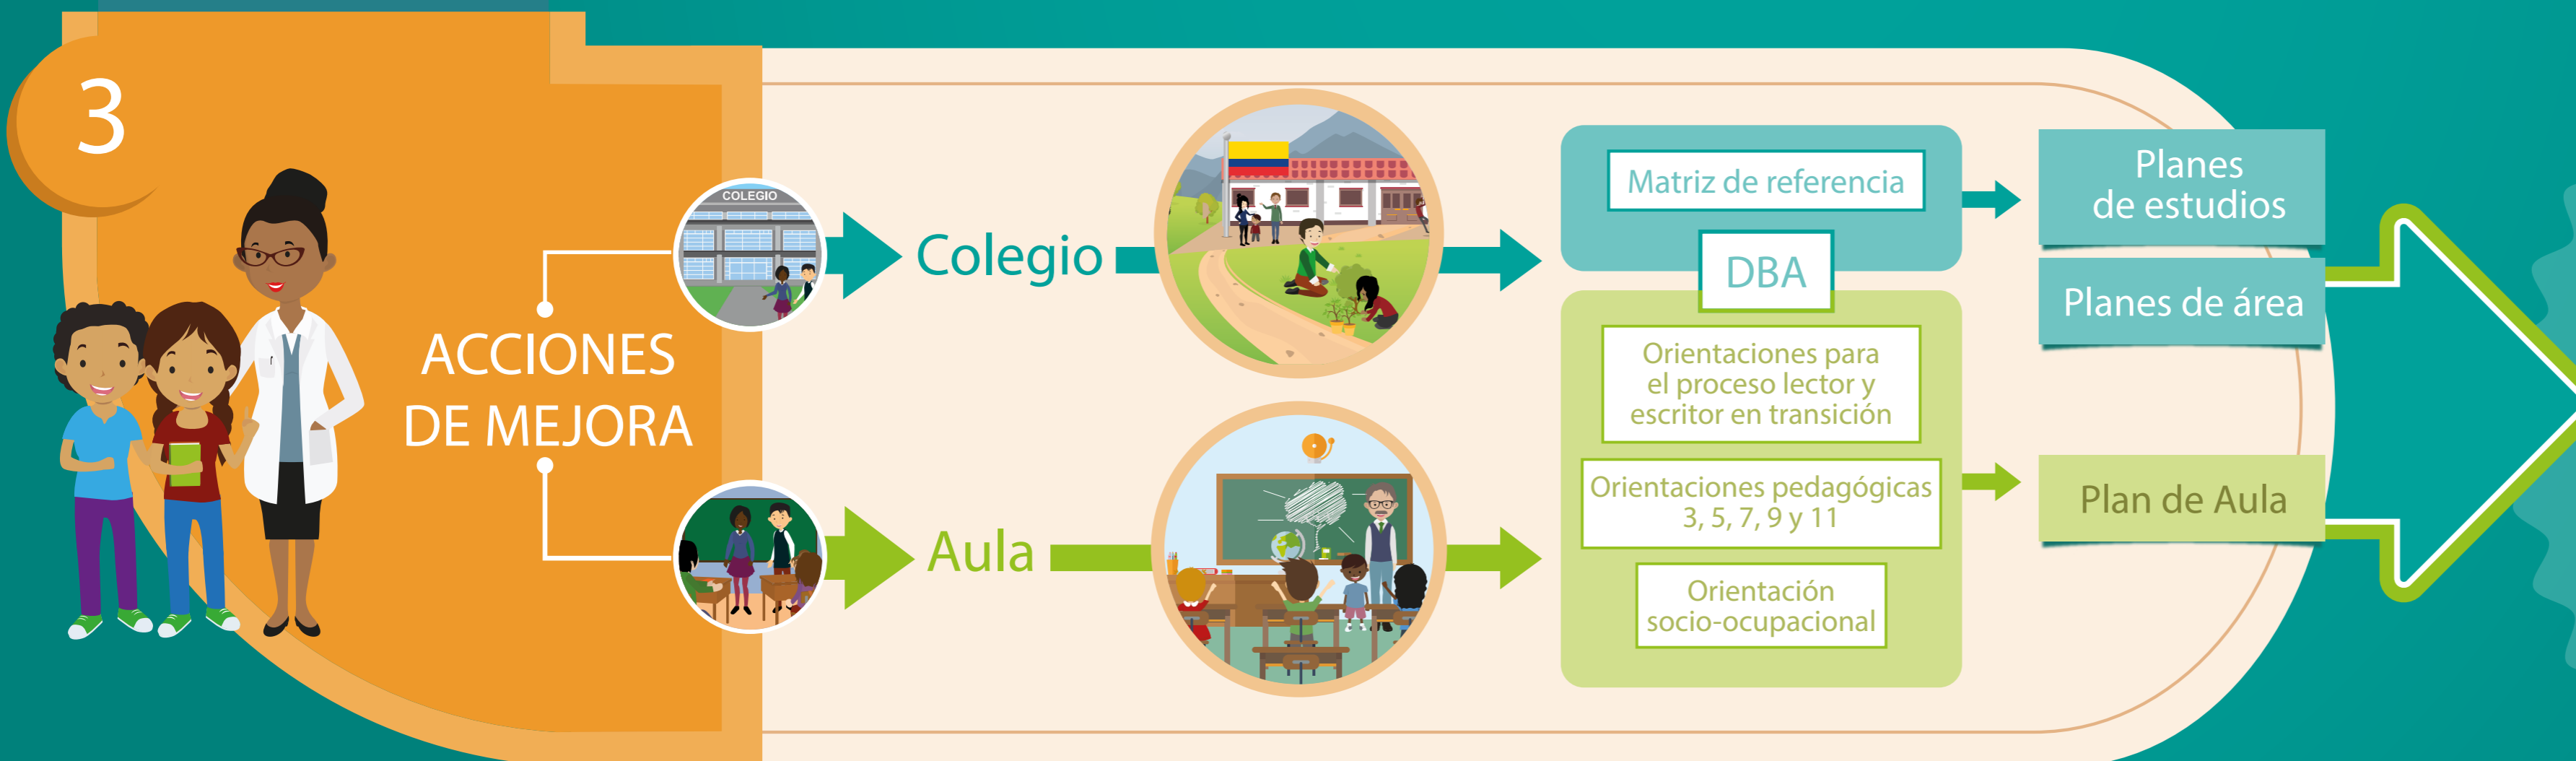 3
ACCIONES
DE MEJORA
COLEGIO
Colegio
Aula
Matriz de referencia
DBA
Orientaciones para
el proceso lector y
escritor en transición
Orientaciones pedagógicas
3, 5, 7, 9 y 11
Orientación
socio-ocupacional
Planes
de estudios
Planes de área
Plan de Aula